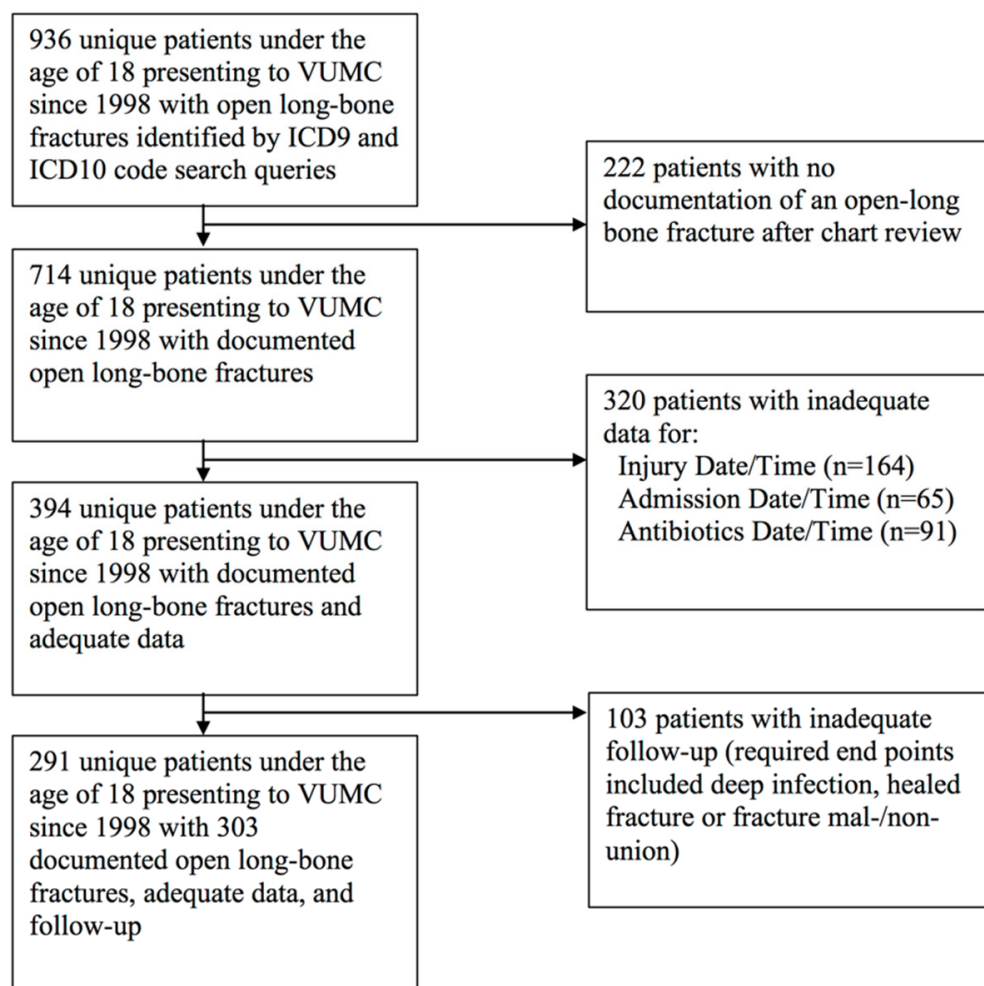 936 unique patients under the
age of 18 presenting to VUMC
since 1998 with open long-bone
fractures identified by ICD9 and
ICD10 code search queries
222 patients with no
documentation of an open-long
bone fracture after chart review
714 unique patients under the
age of 18 presenting to VUMC
since 1998 with documented
open long-bone fractures
320 patients with inadequate
data for:
Injury Date/Time (n=164)
Admission Date/Time (n=65)
Antibiotics Date/Time (n=91)
394 unique patients under the
age of 18 presenting to VUMC
since 1998 with documented
open long-bone fractures and
adequate data
103 patients with inadequate
follow-up (required end points
included deep infection, healed
fracture or fracture mal-/non-
union)
291 unique patients under the
age of 18 presenting to VUMC
since 1998 with 303
documented open long-bone
fractures, adequate data, and
follow-up